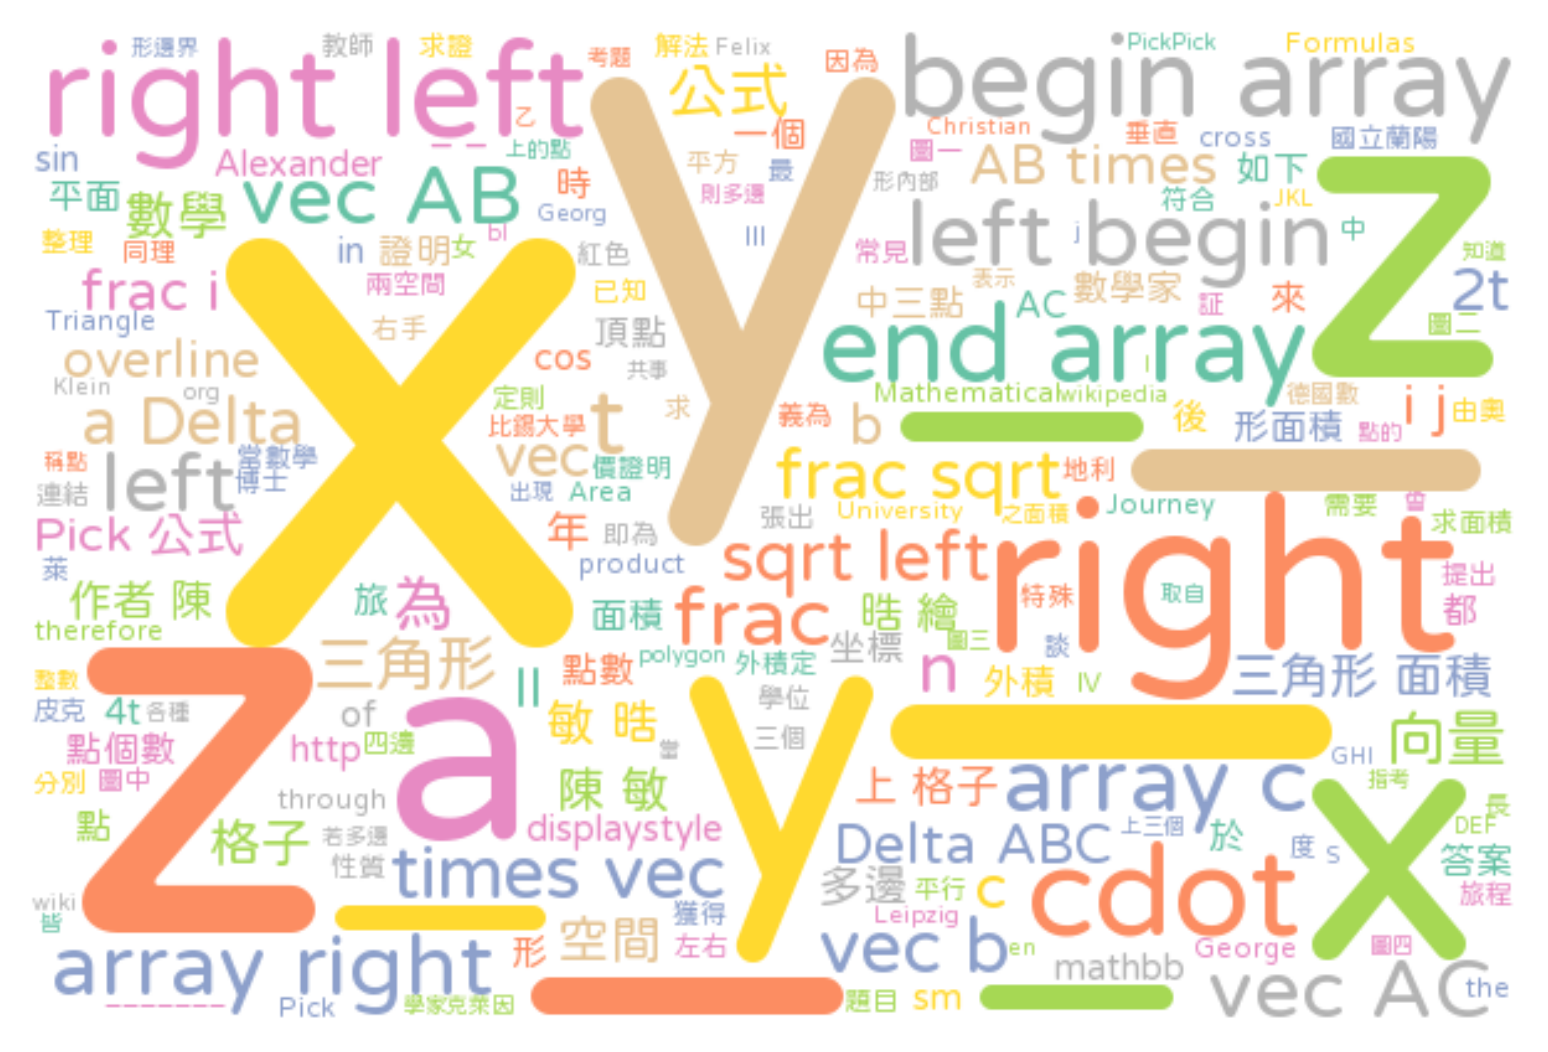 形邊界
教師
求證
考題
解法
Felix
因為
PickPick
Formulas
right left
公式
begin array
乙
一個
Christian
垂直
cross
國立蘭陽
sin
Alexander
上的點
平方
最
圖一
AB times
如下
平面
數學
vec AB
時
Georg
則多邊
形內部
符合
JKL
整理
同理
in
證明
女
bl
紅色
III
常見
left begin
j
中
知道
z
frac i
x
兩空間
已知
y
中三點
表示
AC
數學家
証
來
2t
Triangle
右手
頂點
end array
圖二
overline
cos
共事
l
Klein
org
定則
求
Mathematical
wikipedia
德國數
i j
由奧
a Delta
比錫大學
t
義為
b
後
形面積
點的
稱點
left
當數學
博士
vec
價證明
frac sqrt
地利
連結
出現
Area
University
之面積
Journey
需要
曾
求面積
Pick 公式
年
即為
張出
萊
product
sqrt left
right
提出
作者 陳
旅
為
面積
frac
皓 繪
特殊
取自
都
therefore
三角形
polygon
坐標
圖三
談
整數
z
II
點數
外積定
n
外積
IV
三角形 面積
皮克
4t
各種
of
a
敏 皓
學位
y
點個數
http
四邊
當
三個
GHI
向量
分別
圖中
through
陳 敏
上 格子
array c
指考
x
長
點
格子
若多邊
displaystyle
Delta ABC
上三個
於
度
s
DEF
性質
times vec
多邊
平行
c
cdot
答案
旅程
wiki
皆
獲得
Leipzig
array right
形
空間
左右
vec b
en
mathbb
George
圖四
Pick
學家克萊因
題目
sm
vec AC
the